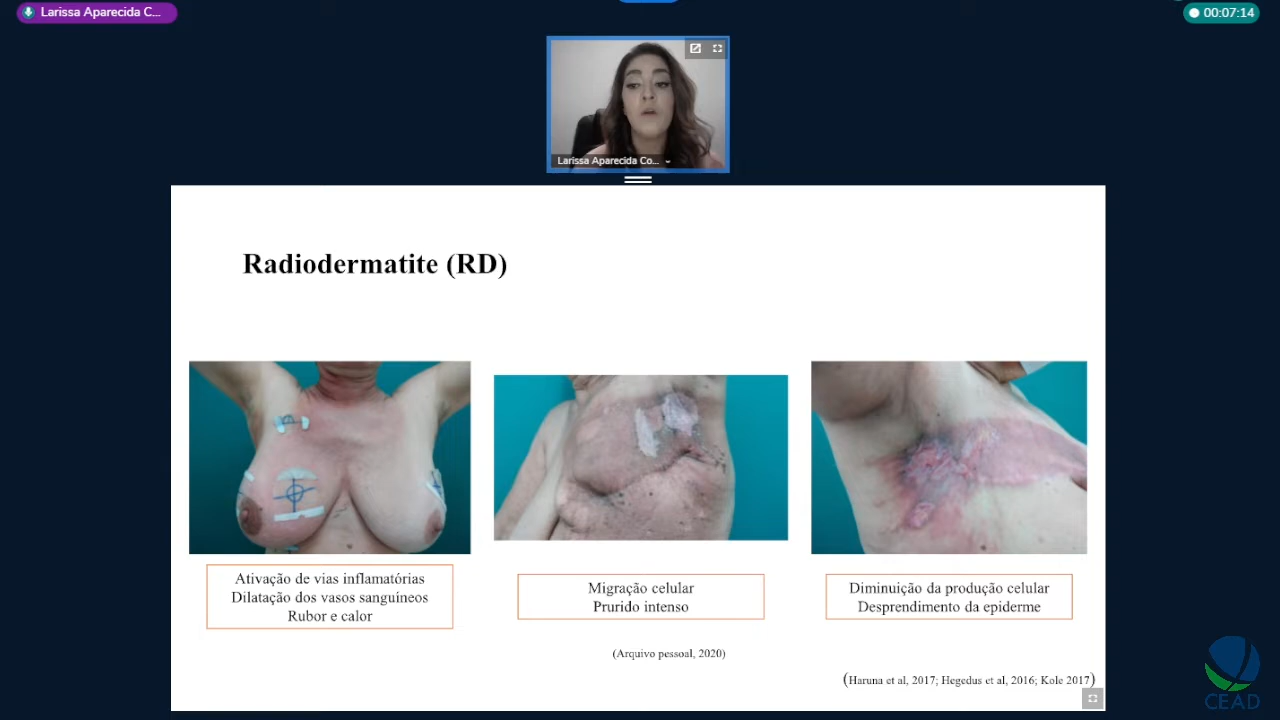 Larissa Aparecida C...
00:07:14
Larissa Aparecida Co...
Radiodermatite (RD)
Ativação de vias inflamatórias
Dilatação dos vasos sanguíneos
Rubor e calor
Migração celular
Prurido intenso
Diminuição da produção celular
Desprendimento da epiderme
(Arquivo pessoal, 2020)
(Haruna et al, 2017; Hegedus et al, 2016; Kole 2017)
CEAD